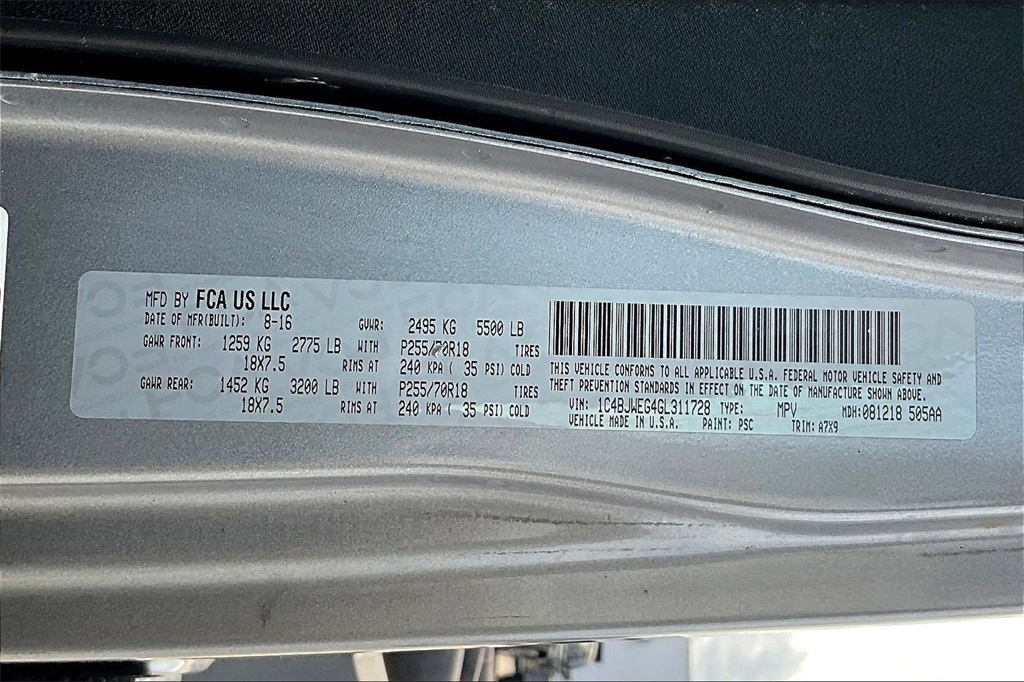 MFD BY FCA US LLC
DATE OF MFR(BUILT): 8-16 GVWR: 2495 KG 5500 LB
GAWR FRONT: 1259 KG 2775 LB WITH P255/70R18 TIRES
18X7.5 RIMS AT 240 KPA ( 35 PSI) COLD
GAWR REAR: 1452 KG 3200 LB WITH P255/70R18 TIRES
18X7.5 RIMS AT 240 KPA ( 35 PSI) COLD
THIS VEHICLE CONFORMS TO ALL APPLICABLE U.S.A. FEDERAL MOTOR VEHICLE SAFETY AND
THEFT PREVENTION STANDARDS IN EFFECT ON THE DATE OF MANUFACTURE SHOWN ABOVE.
VIN: 1C4BJWEG4GL311728 TYPE: MPV MDH: 081218 505AA
VEHICLE MADE IN U.S.A. PAINT: PSC TRIM: A7X9